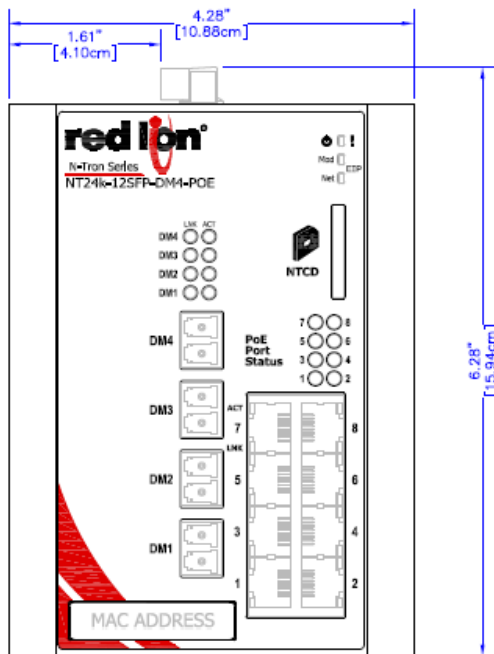 4.28"
[10.88cm]
1.61"
[4.10cm]
red lion®
N-Tron Series
NT24k-12SFP-DM4-POE
!
Mod
EIP
Net
LNK ACT
DM4
DM3
DM2
DM1
NTCD
6.28"
[15.94cm]
PoE
Port
Status
7 8
5 6
3 4
1 2
DM4
DM3
DM2
DM1
ACT
7 8
LNK
5 6
3 4
1 2
MAC ADDRESS